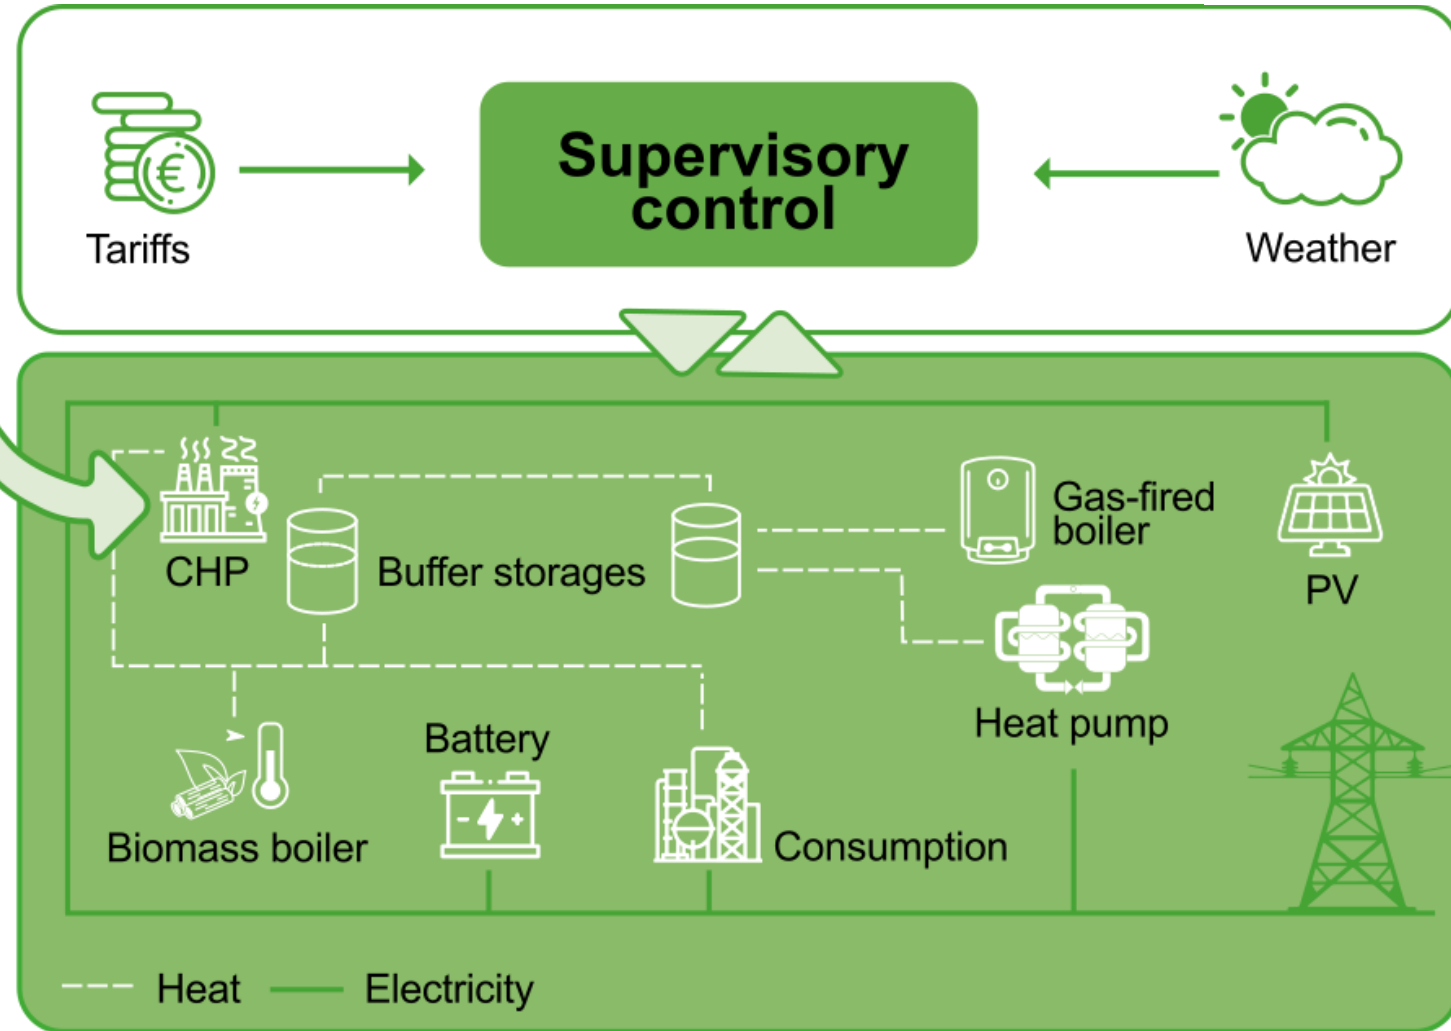 Supervisory
control
Tariffs
Weather
Gas-fired
boiler
CHP
Buffer storages
PV
Heat pump
Battery
Biomass boiler
Consumption
Heat
Electricity